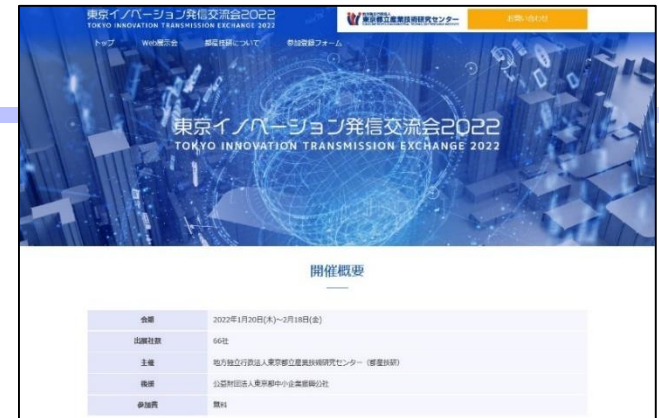 東京イノベーション発信交流会2022
TOKYO INNOVATION TRANSMISSION EXCHANGE 2022
東京都立産業技術研究センター
お問い合わせ
トップ Web展示会 都産技研について 参加登録フォーム
東京イノベーション発信交流会2022
TOKYO INNOVATION TRANSMISSION EXCHANGE 2022
開催概要
会期 2022年1月20日(木)~2月18日(金)
出展社数 66社
主催 地方独立行政法人東京都立産業技術研究センター(都産技研)
後援 公益財団法人東京都中小企業振興公社
参加費 無料